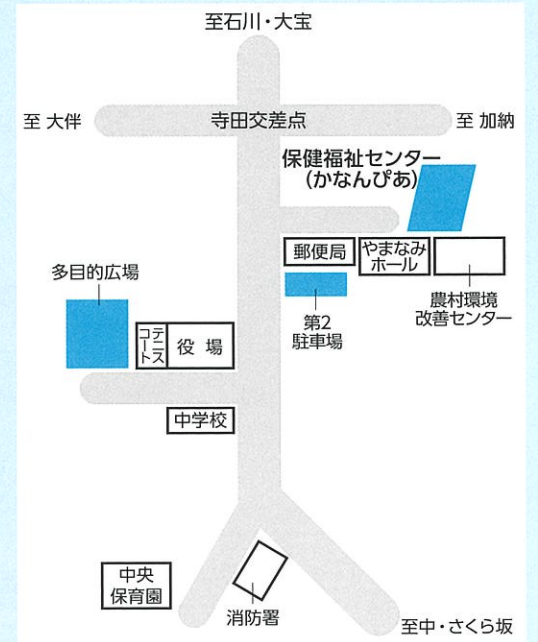 至石川・大宝
至 大伴
寺田交差点
至 加納
保健福祉センター
(かなんぴあ)
郵便局
やまなみ
ホール
農村環境
改善センター
第2
駐車場
多目的広場
テニス
コート
役 場
中学校
中央
保育園
消防署
至中・さくら坂